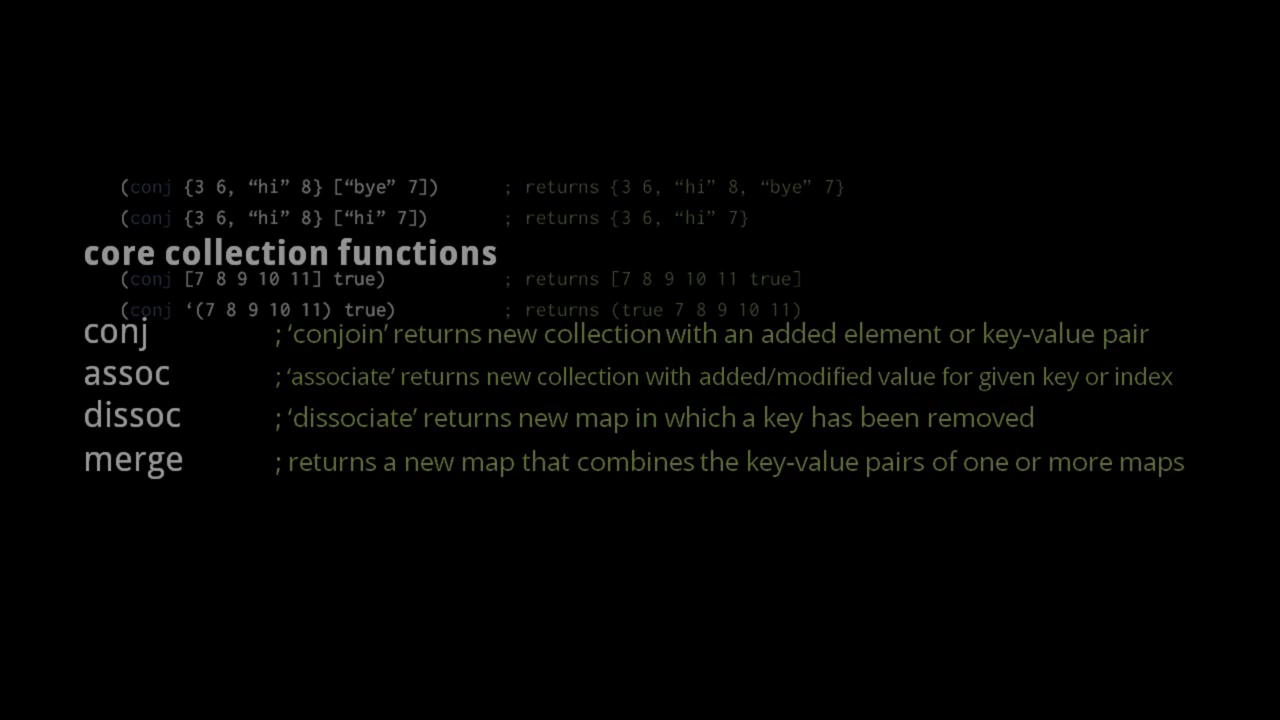 (conj {3 6, “hi” 8} [“bye” 7]) ; returns {3 6, “hi” 8, “bye” 7}
(conj {3 6, “hi” 8} [“hi” 7]) ; returns {3 6, “hi” 7}
core collection functions
(conj [7 8 9 10 11] true) ; returns [7 8 9 10 11 true]
(conj ‘(7 8 9 10 11) true) ; returns (true 7 8 9 10 11)
conj ; ‘conjoin’ returns new collection with an added element or key-value pair
assoc ; ‘associate’ returns new collection with added/modified value for given key or index
dissoc ; ‘dissociate’ returns new map in which a key has been removed
merge ; returns a new map that combines the key-value pairs of one or more maps